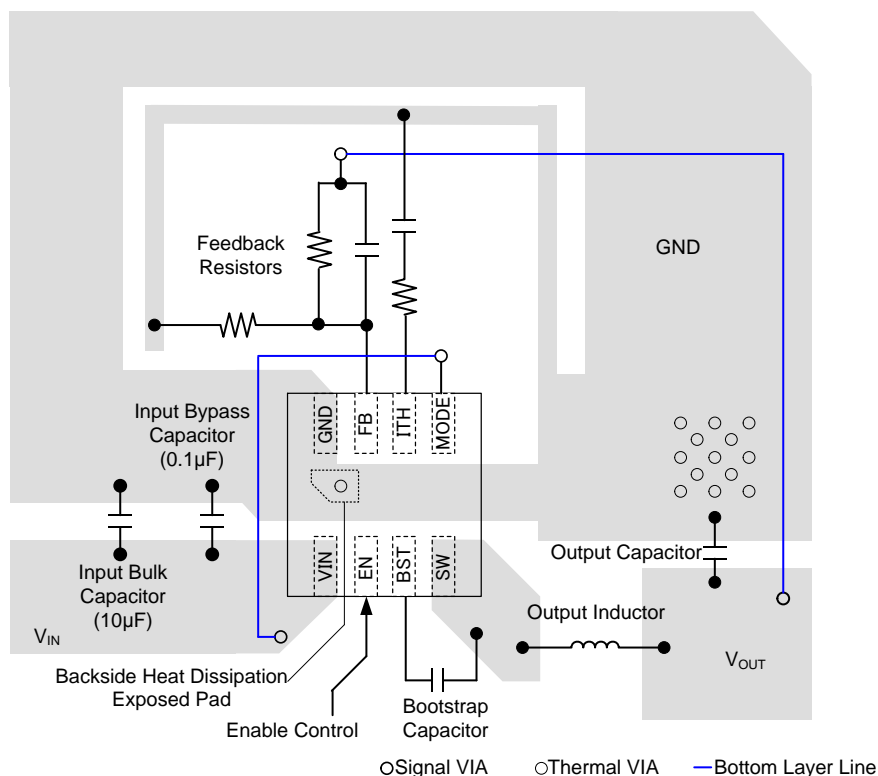 Feedback
Resistors
GND
Input Bypass
Capacitor
(0.1µF)
GND
FB
ITH
MODE
VIN
EN
BST
SW
Input Bulk
Capacitor
(10µF)
Output Capacitor
Output Inductor
VIN
VOUT
Backside Heat Dissipation
Exposed Pad
Enable Control
Bootstrap
Capacitor
Signal VIA
Thermal VIA
Bottom Layer Line